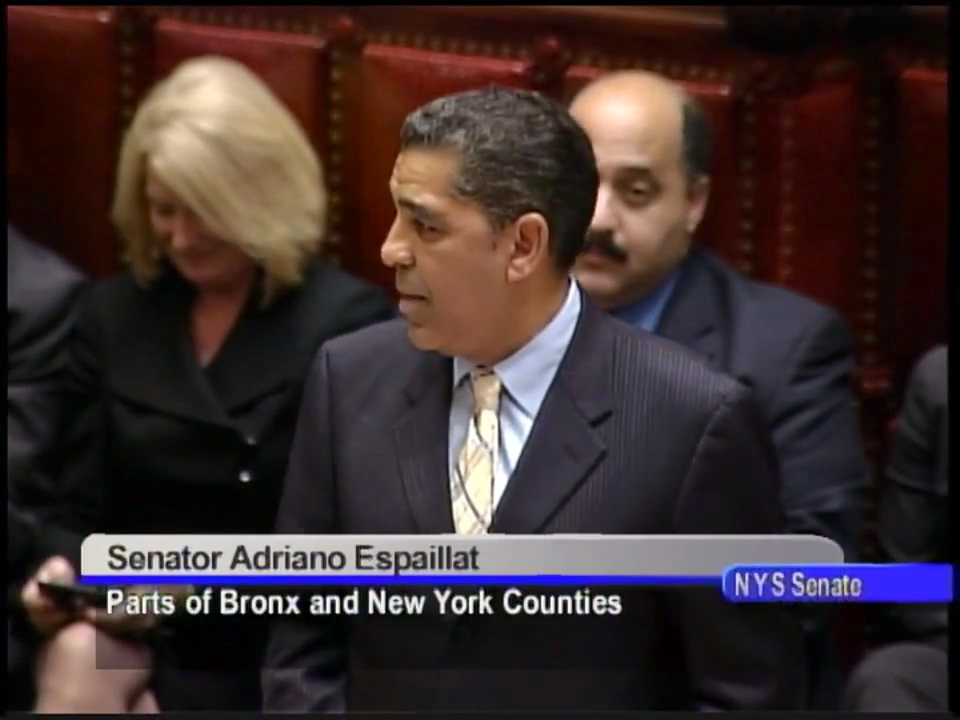 Senator Adriano Espaillat
NYS Senate
Parts of Bronx and New York Counties